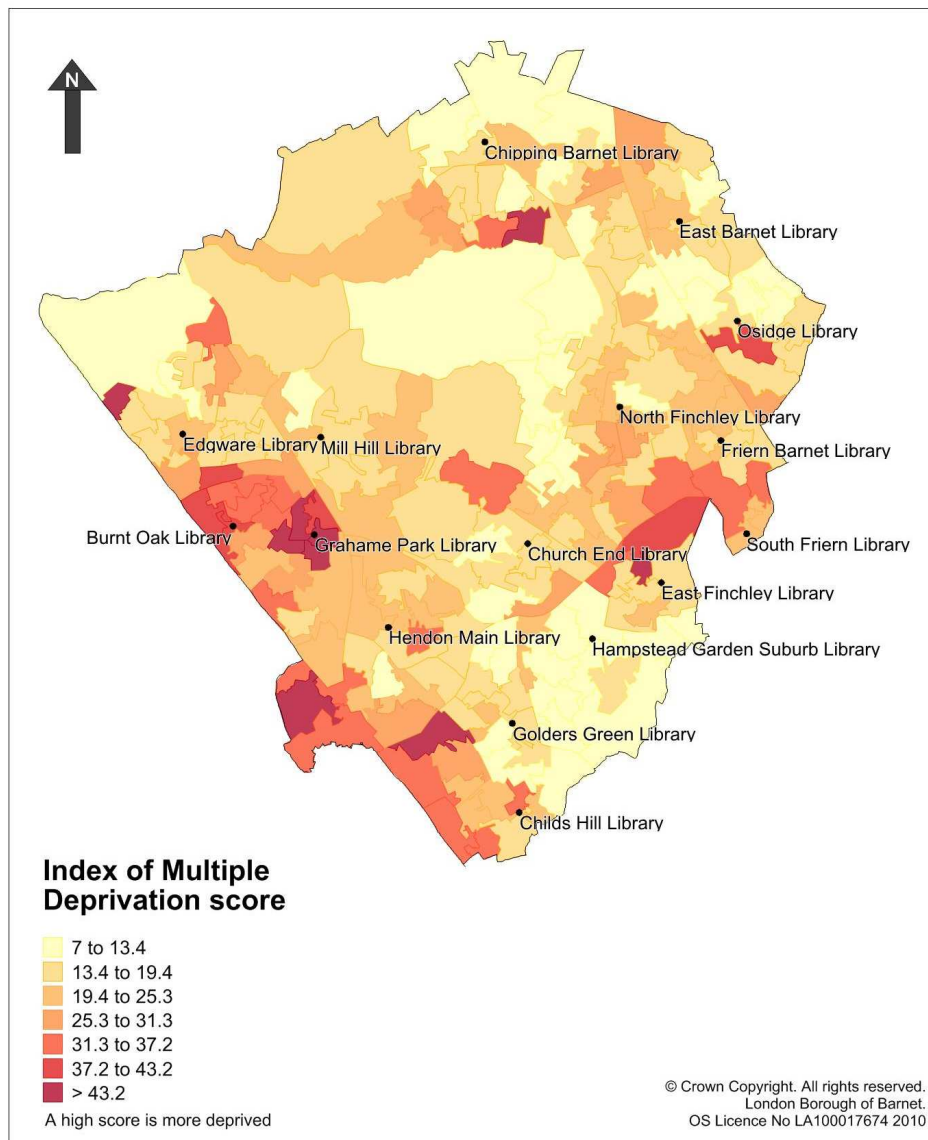 N
Chipping Barnet Library
East Barnet Library
Osidge Library
North Finchley Library
Edgware Library
Mill Hill Library
Friern Barnet Library
Burnt Oak Library
Grahame Park Library
Church End Library
South Friern Library
East Finchley Library
Hendon Main Library
Hampstead Garden Suburb Library
Golders Green Library
Childs Hill Library
Index of Multiple
Deprivation score
7 to 13.4
13.4 to 19.4
19.4 to 25.3
25.3 to 31.3
31.3 to 37.2
37.2 to 43.2
> 43.2
A high score is more deprived
© Crown Copyright. All rights reserved.
London Borough of Barnet.
OS Licence No LA100017674 2010